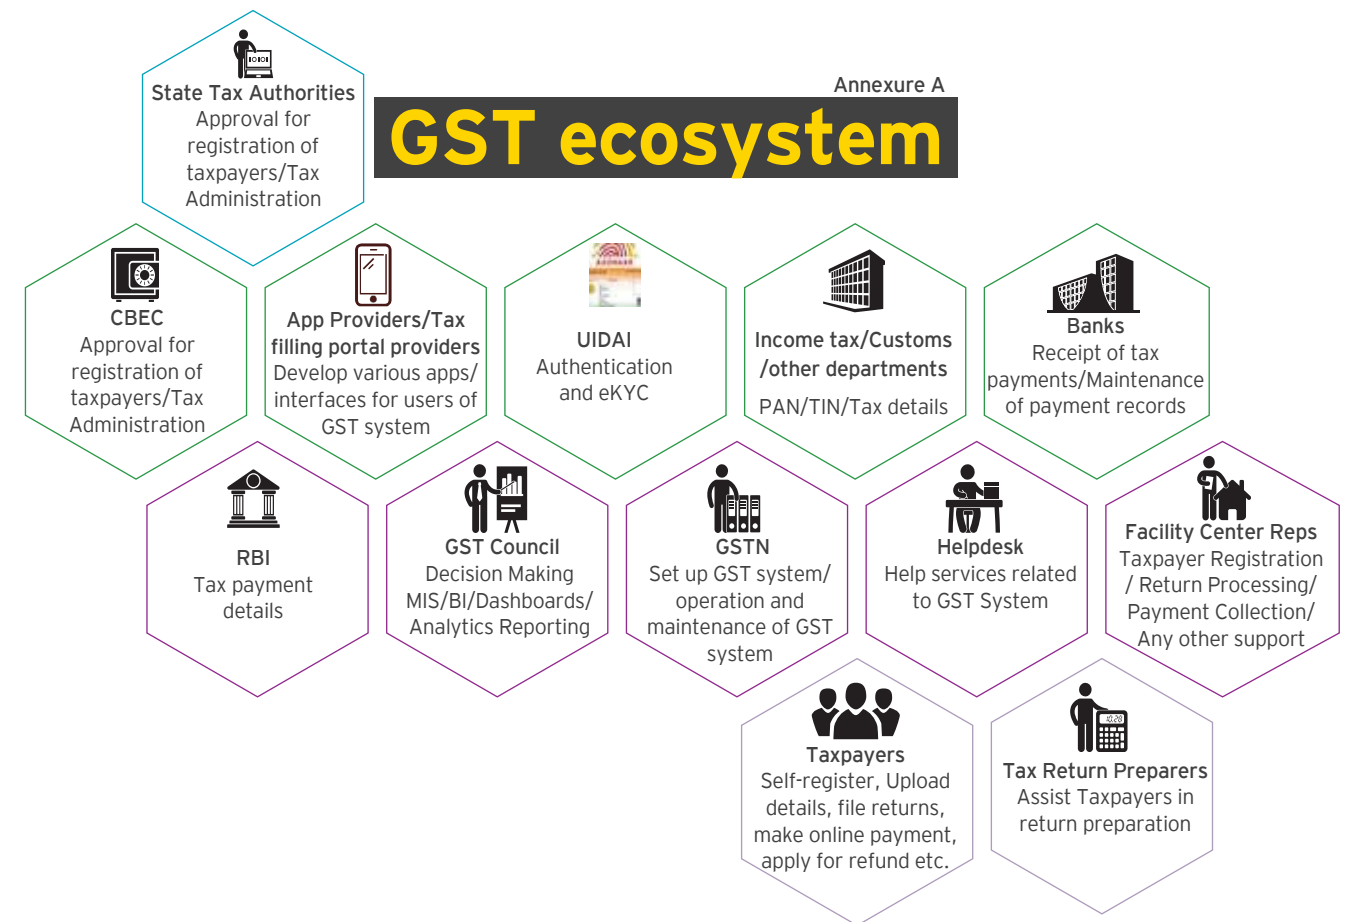 State Tax Authorities
Approval for
registration of
taxpayers/Tax
Administration
Annexure A
GST ecosystem
CBEC
Approval for
registration of
taxpayers/Tax
Administration
App Providers/Tax
filling portal providers
Develop various apps/
interfaces for users of
GST system
UIDAI
Authentication
and eKYC
Income tax/Customs
/other departments
PAN/TIN/Tax details
Banks
Receipt of tax
payments/Maintenance
of payment records
RBI
Tax payment
details
GST Council
Decision Making
MIS/BI/Dashboards/
Analytics Reporting
GSTN
Set up GST system/
operation and
maintenance of GST
system
Helpdesk
Help services related
to GST System
Facility Center Reps
Taxpayer Registration
/ Return Processing/
Payment Collection/
Any other support
Taxpayers
Self-register, Upload
details, file returns,
make online payment,
apply for refund etc.
10.20
Tax Return Preparers
Assist Taxpayers in
return preparation